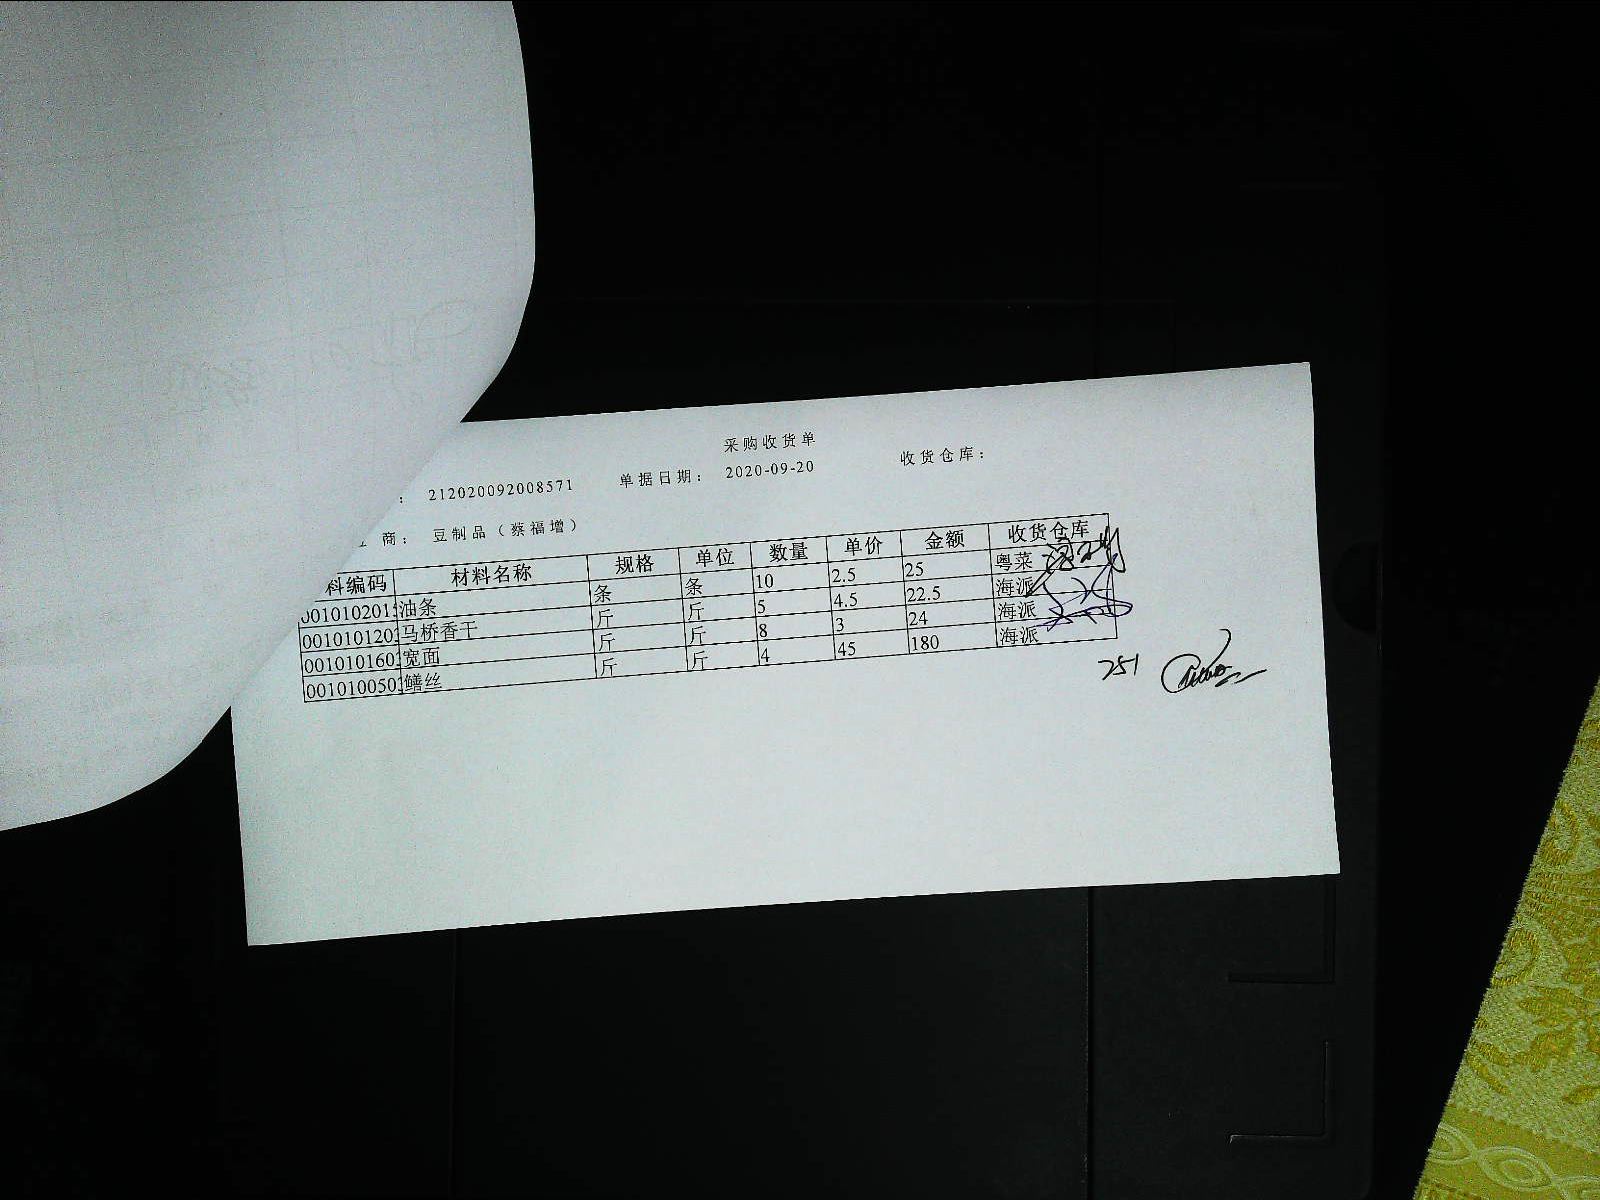 采购收货单
： 212020092008571 单据日期： 2020-09-20 收货仓库：
商： 豆制品（蔡福增）
料编码 材料名称 规格 单位 数量 单价 金额 收货仓库
001010201 油条 条 条 10 2.5 25 粤菜
001010120 马桥香干 斤 斤 5 4.5 22.5 海派
001010160 宽面 斤 斤 8 3 24 海派
001010050 鳝丝 斤 斤 4 45 180 海派
251